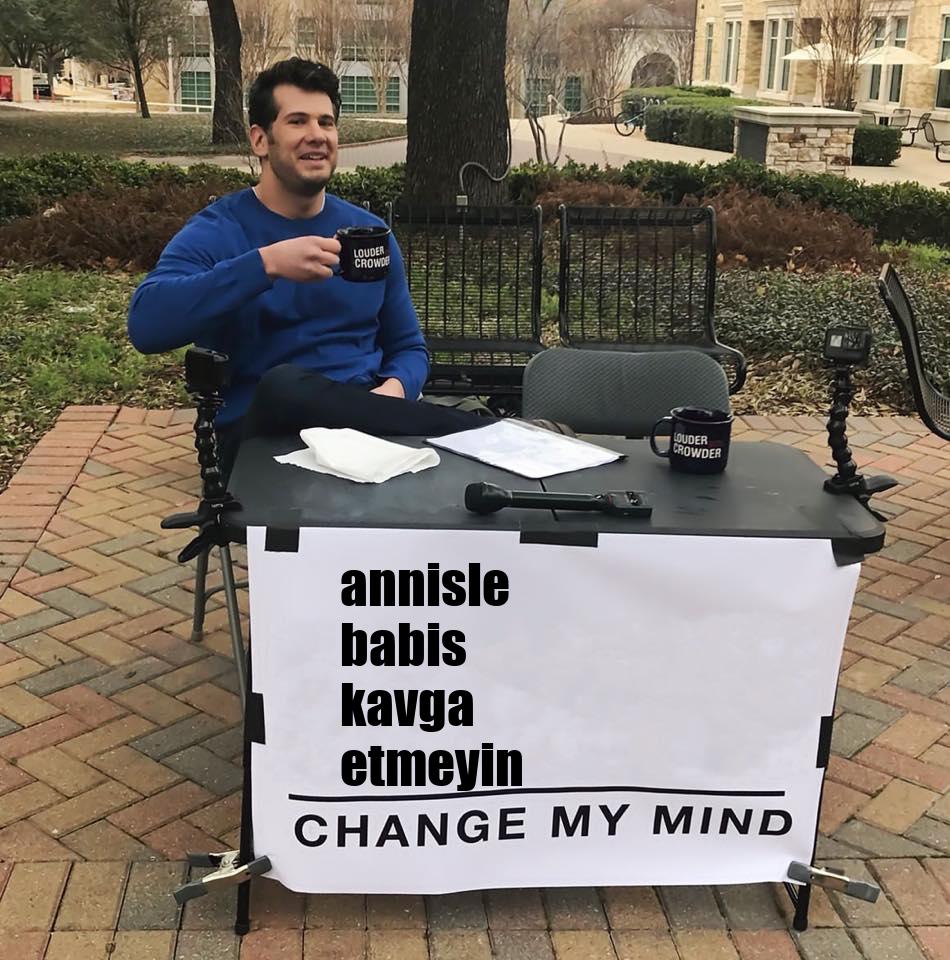 LOUDER
CROWDER
LOUDER
CROWDER
annisle
babis
kavga
etmeyin
CHANGE MY MIND